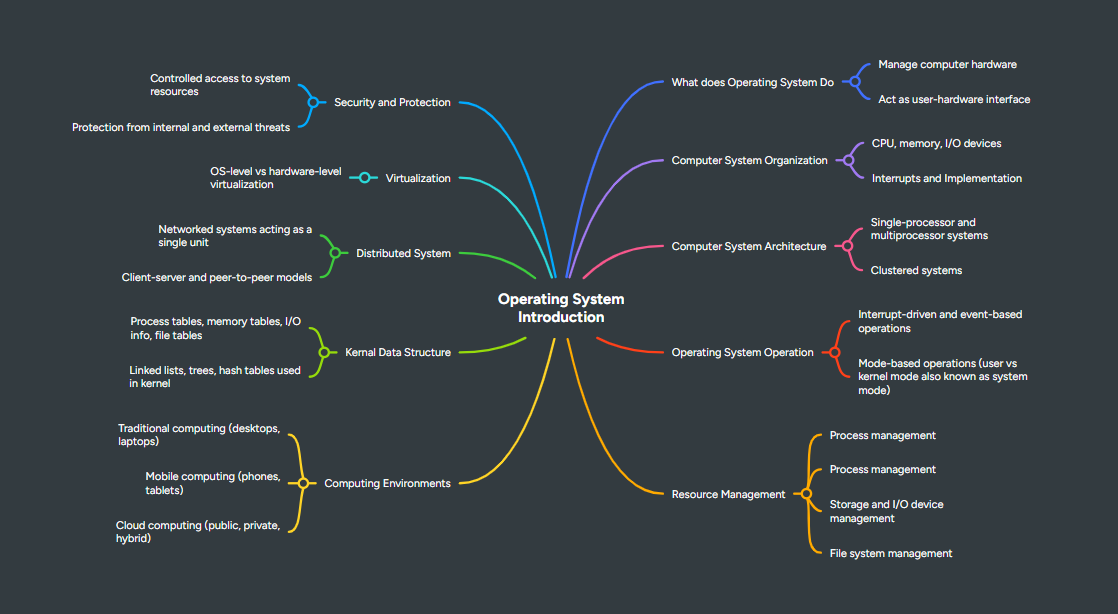 Operating System
Introduction
What does Operating System Do
Manage computer hardware
Act as user-hardware interface
Computer System Organization
CPU, memory, I/O devices
Interrupts and Implementation
Computer System Architecture
Single-processor and
multiprocessor systems
Clustered systems
Operating System Operation
Interrupt-driven and event-based
operations
Mode-based operations (user vs
kernel mode also known as system
mode)
Resource Management
Process management
Process management
Storage and I/O device
management
File system management
Security and Protection
Controlled access to system
resources
Protection from internal and external threats
Virtualization
OS-level vs hardware-level
virtualization
Distributed System
Networked systems acting as a
single unit
Client-server and peer-to-peer models
Kernal Data Structure
Process tables, memory tables, I/O
info, file tables
Linked lists, trees, hash tables used
in kernel
Computing Environments
Traditional computing (desktops,
laptops)
Mobile computing (phones,
tablets)
Cloud computing (public, private,
hybrid)